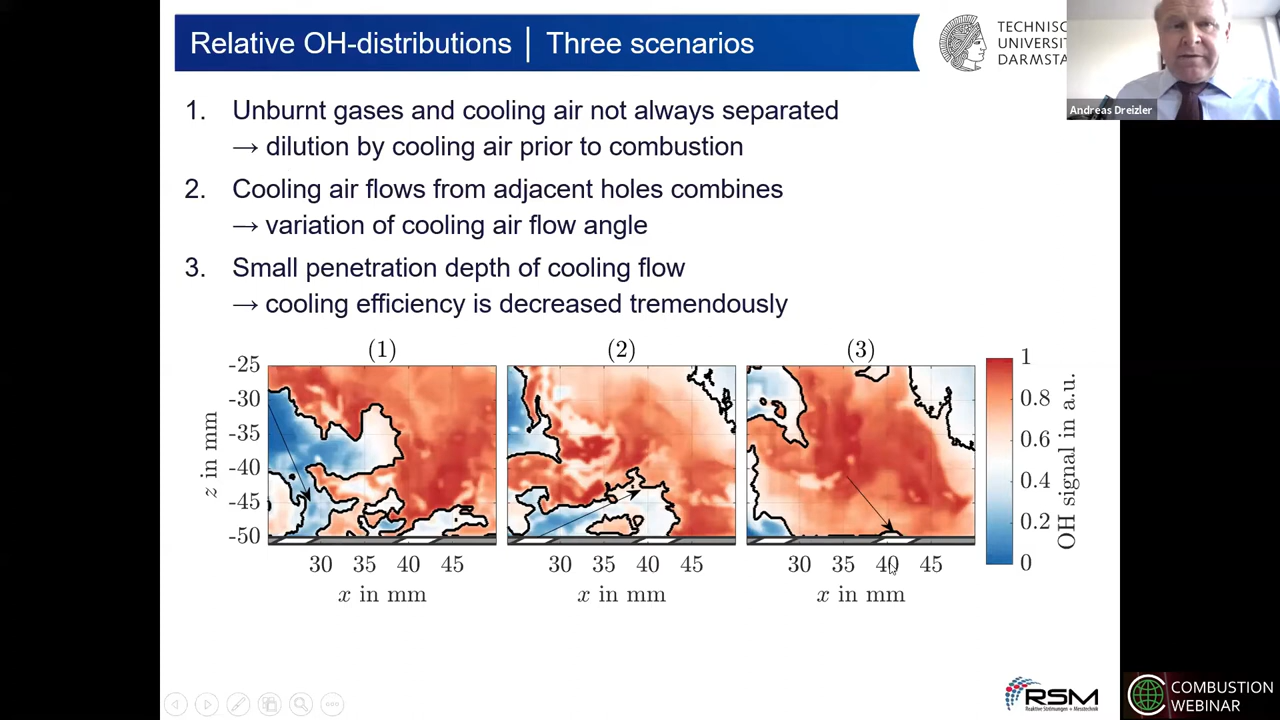 Relative OH-distributions | Three scenarios
TECHNISC
UNIVERSI
DARMSTA
Andreas Dreizler
1. Unburnt gases and cooling air not always separated
→ dilution by cooling air prior to combustion
2. Cooling air flows from adjacent holes combines
→ variation of cooling air flow angle
3. Small penetration depth of cooling flow
→ cooling efficiency is decreased tremendously
(1) (2) (3)
-25
-30
-35
-40
-45
-50
z in mm
30 35 40 45
30 35 40 45
30 35 40 45
x in mm
x in mm
x in mm
1
0.8
0.6
0.4
0.2
0
OH signal in a.u.
RSM
Reaktive Strömungen + Messtechnik
COMBUSTION
WEBINAR